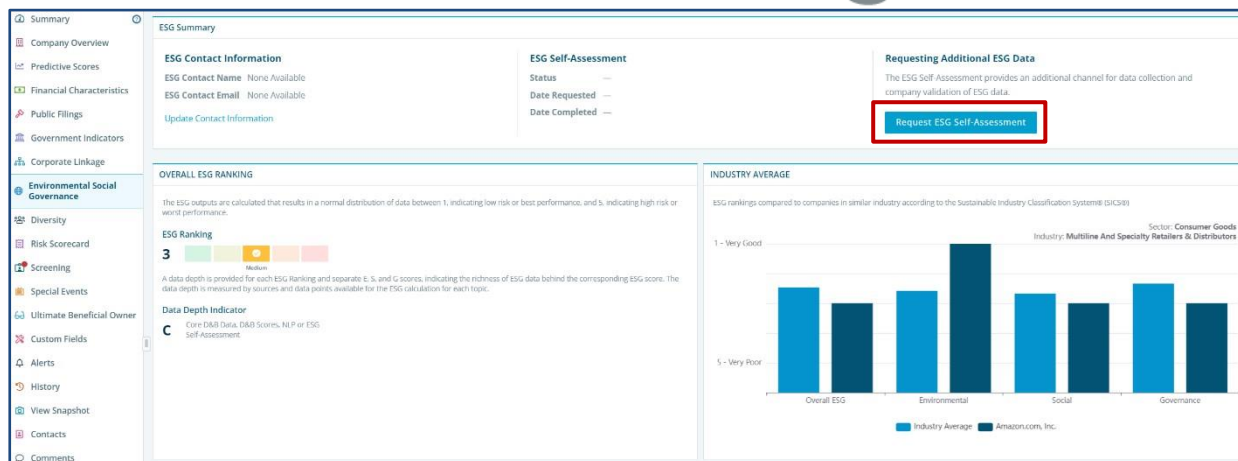 Summary
Company Overview
Predictive Scores
Financial Characteristics
Public Filings
Government Indicators
Corporate Linkage
Environmental Social
Governance
Diversity
Risk Scorecard
Screening
Special Events
Ultimate Beneficial Owner
Custom Fields
Alerts
History
View Snapshot
Contacts
Comments
ESG Summary
ESG Contact Information
ESG Contact Name None Available
ESG Contact Email None Available
Update Contact Information
ESG Self-Assessment
Status —
Date Requested —
Date Completed —
Requesting Additional ESG Data
The ESG Self-Assessment provides an additional channel for data collection and
company validation of ESG data.
Request ESG Self-Assessment
OVERALL ESG RANKING
The ESG outputs are calculated that results in a normal distribution of data between 1, indicating low risk or best performance, and 5, indicating high risk or
worst performance.
ESG Ranking
3
Medium
A data depth is provided for each ESG Ranking and separate E, S, and G scores, indicating the richness of ESG data behind the corresponding ESG score. The
data depth is measured by sources and data points available for the ESG calculation for each topic.
Data Depth Indicator
C Core D&B Data, D&B Scores, NLP or ESG
Self-Assessment
INDUSTRY AVERAGE
ESG rankings compared to companies in similar industry according to the Sustainable Industry Classification System® (SICS®)
Sector: Consumer Goods
Industry: Multiline And Specialty Retailers & Distributors
1 - Very Good
5 - Very Poor
Overall ESG Environmental Social Governance
Industry Average Amazon.com, Inc.